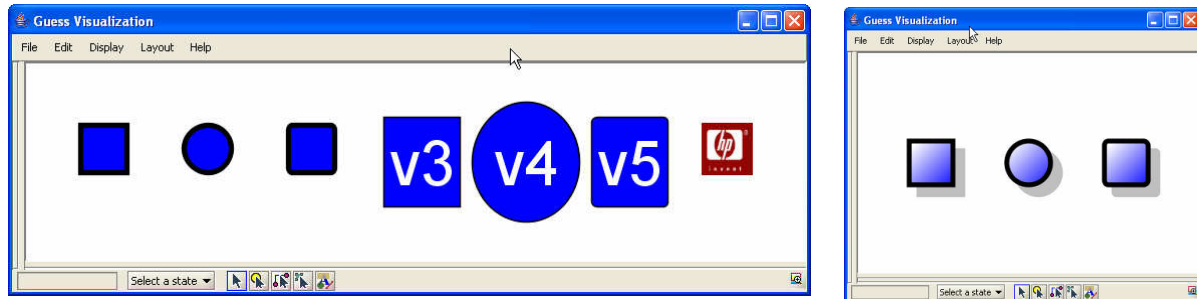 Guess Visualization
File Edit Display Layout Help
v3 v4 v5
hp
invent
Select a state
Guess Visualization
File Edit Display Layout Help
Select a state